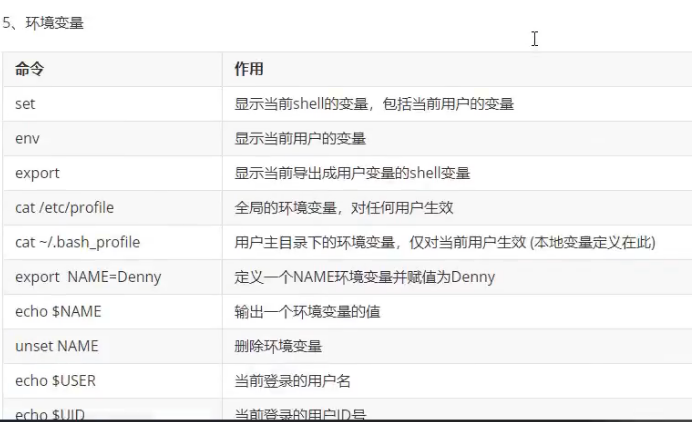 5、环境变量
命令 作用
set 显示当前shell的变量，包括当前用户的变量
env 显示当前用户的变量
export 显示当前导出成用户变量的shell变量
cat /etc/profile 全局的环境变量，对任何用户生效
cat ~/.bash_profile 用户主目录下的环境变量，仅对当前用户生效 (本地变量定义在此)
export  NAME=Denny 定义一个NAME环境变量并赋值为Denny
echo $NAME 输出一个环境变量的值
unset NAME 删除环境变量
echo $USER 当前登录的用户名
echo $UID 当前登录的用户ID号